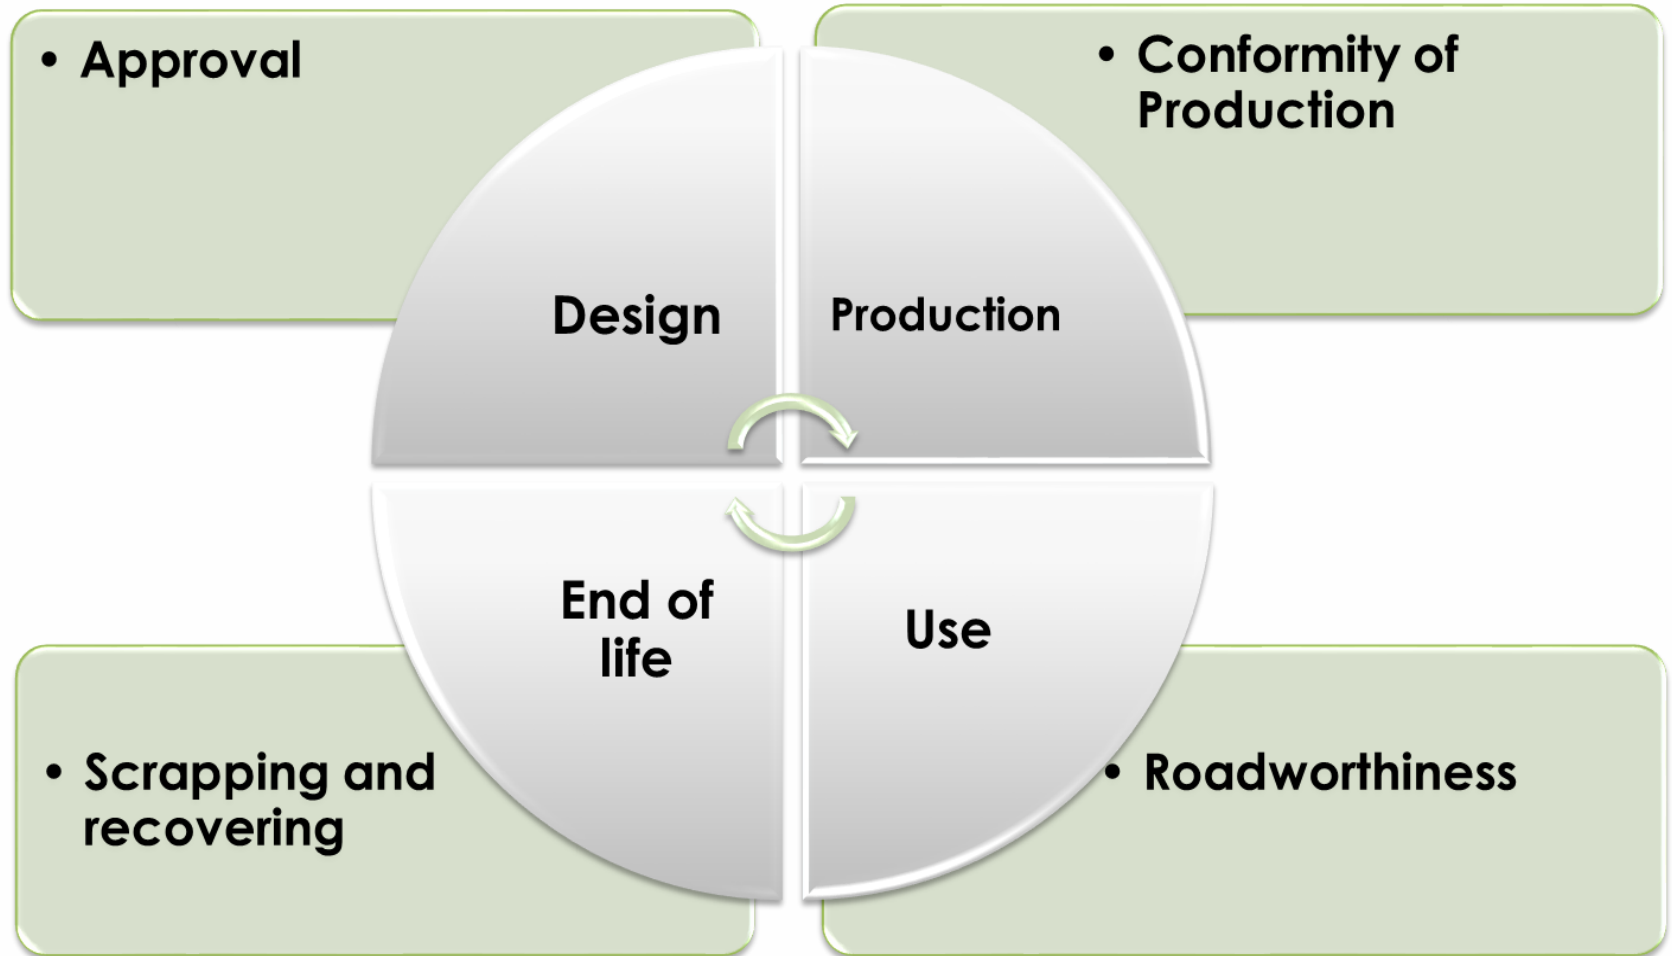 • Approval
• Conformity of
Production
Design
Production
End of
life
Use
• Scrapping and
recovering
• Roadworthiness